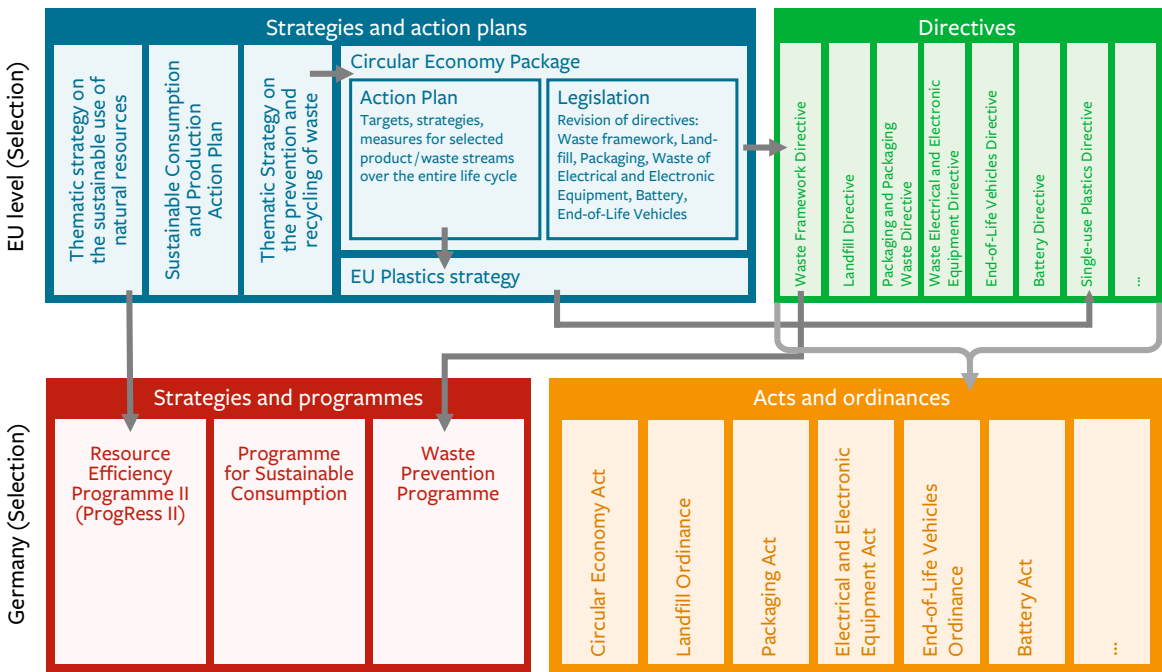 EU level (Selection)
Strategies and action plans
Thematic strategy on
the sustainable use of
natural resources
Sustainable Consumption
and Production
Action Plan
Thematic Strategy on
the prevention and
recycling of waste
Circular Economy Package
Action Plan
Targets, strategies,
measures for selected
product/waste streams
over the entire life cycle
Legislation
Revision of directives:
Waste framework, Land-
fill, Packaging, Waste of
Electrical and Electronic
Equipment, Battery,
End-of-Life Vehicles
EU Plastics strategy
Directives
Waste Framework Directive
Landfill Directive
Packaging and Packaging
Waste Directive
Waste Electrical and Electronic
Equipment Directive
End-of-Life Vehicles Directive
Battery Directive
Single-use Plastics Directive
...
Germany (Selection)
Strategies and programmes
Resource
Efficiency
Programme II
(ProgRess II)
Programme
for Sustainable
Consumption
Waste
Prevention
Programme
Acts and ordinances
Circular Economy Act
Landfill Ordinance
Packaging Act
Electrical and Electronic
Equipment Act
End-of-Life Vehicles
Ordinance
Battery Act
...